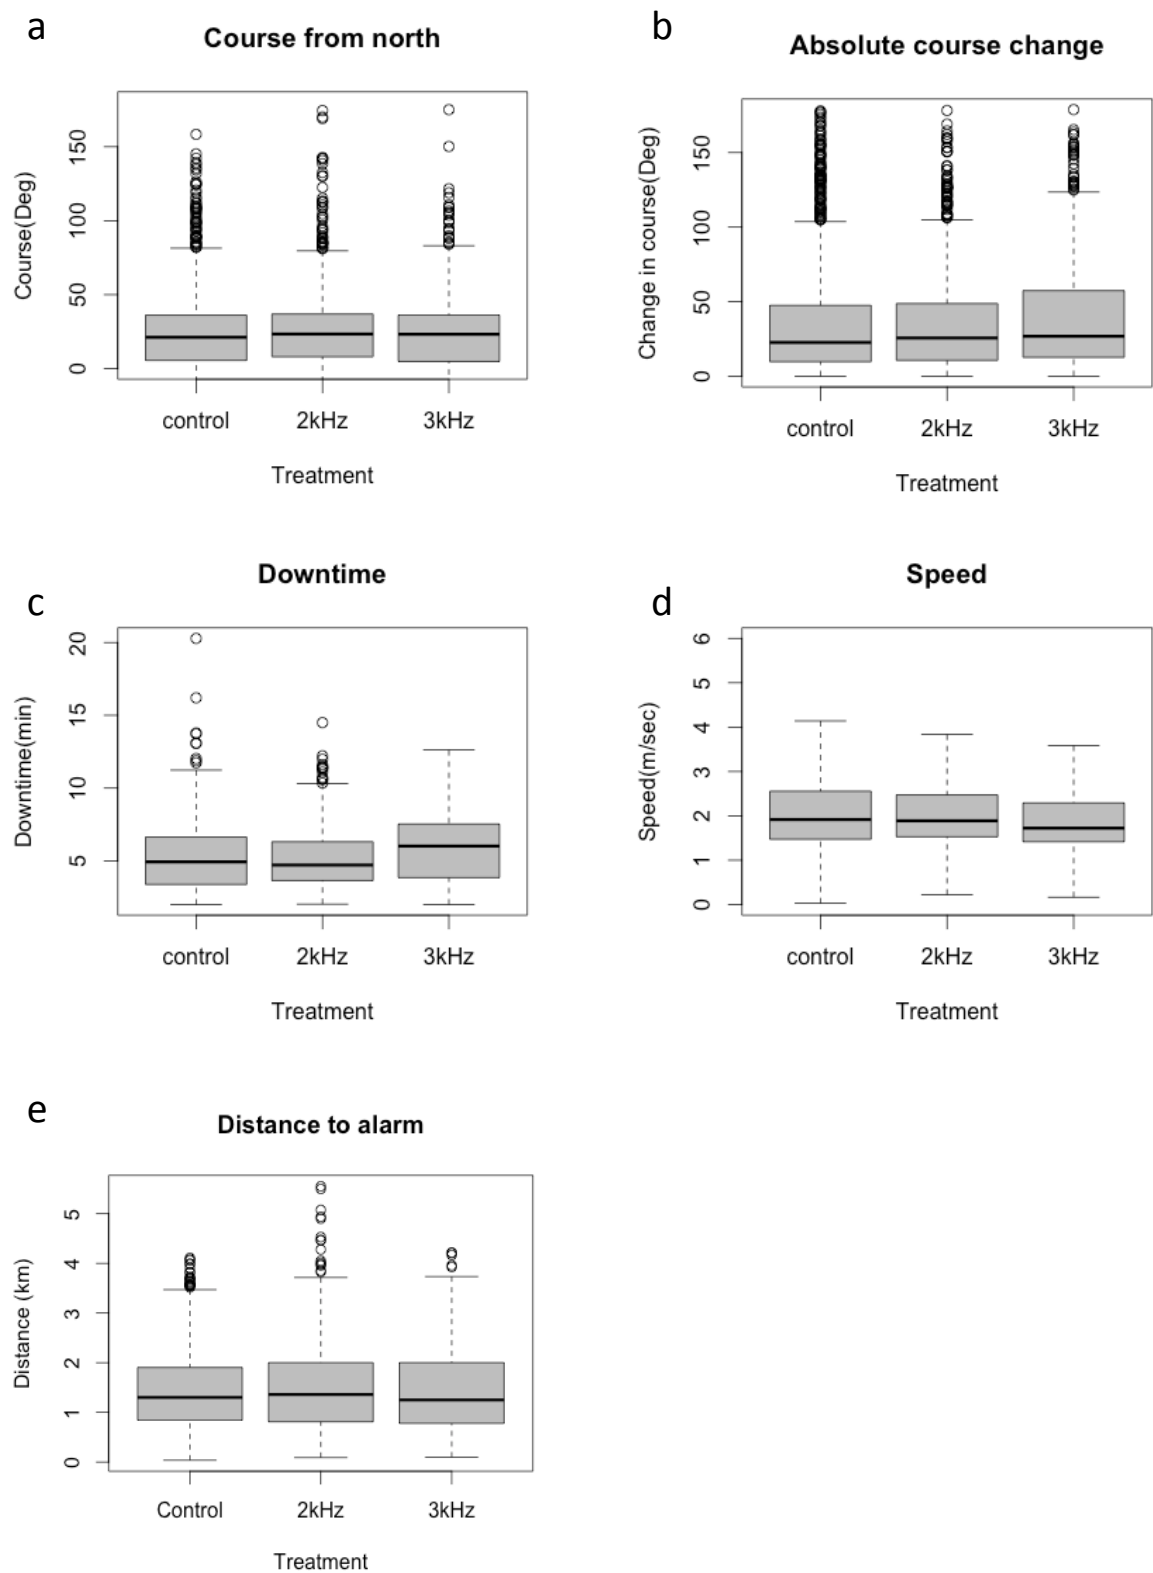 a
Course from north
Course(Deg)
150
100
50
0
control 2kHz 3kHz
Treatment
b
Absolute course change
Change in course(Deg)
150
100
50
0
control 2kHz 3kHz
Treatment
c
Downtime
Downtime(min)
20
15
10
5
control 2kHz 3kHz
Treatment
d
Speed
Speed(m/sec)
6
5
4
3
2
1
0
control 2kHz 3kHz
Treatment
e
Distance to alarm
Distance (km)
5
4
3
2
1
0
Control 2kHz 3kHz
Treatment